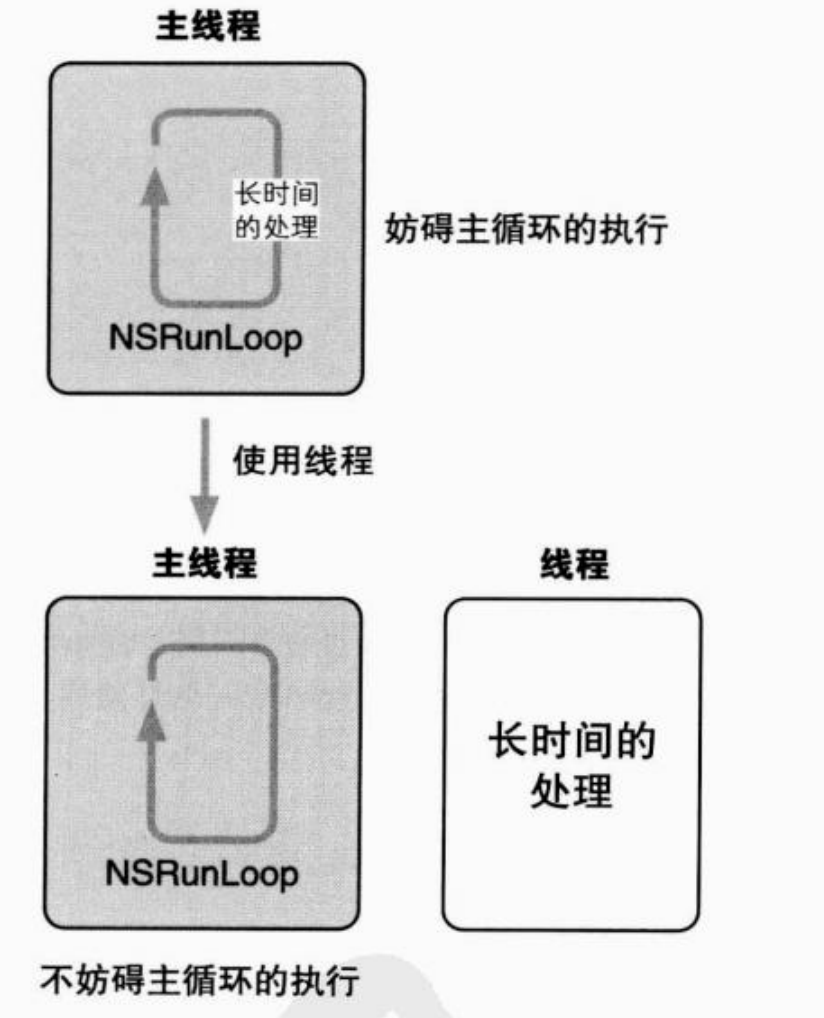 主线程
长时间
的处理
妨碍主循环的执行
NSRunLoop
使用线程
主线程
线程
长时间的
处理
NSRunLoop
不妨碍主循环的执行